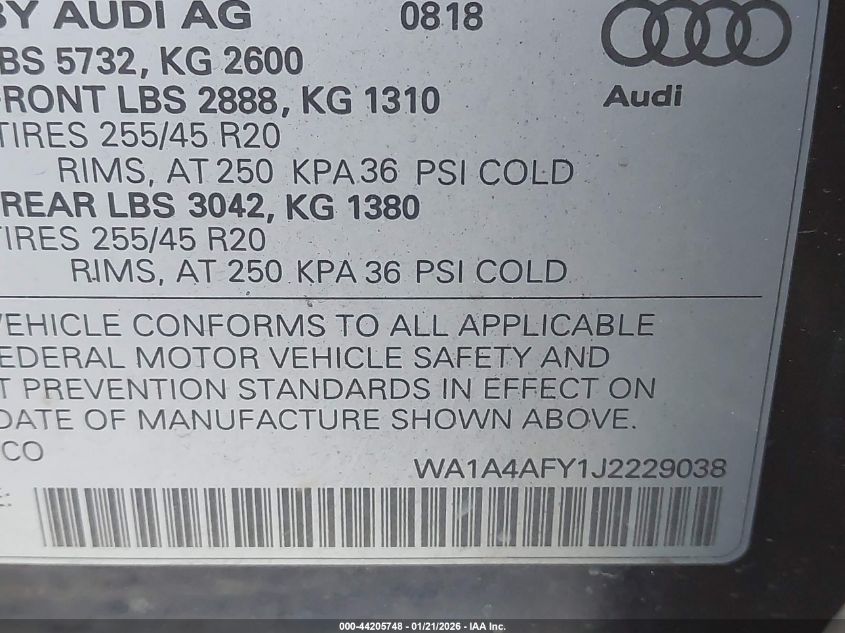 BY AUDI AG 0818
LBS 5732, KG 2600
FRONT LBS 2888, KG 1310
TIRES 255/45 R20
RIMS, AT 250 KPA 36 PSI COLD
REAR LBS 3042, KG 1380
TIRES 255/45 R20
RIMS, AT 250 KPA 36 PSI COLD
Audi
VEHICLE CONFORMS TO ALL APPLICABLE
FEDERAL MOTOR VEHICLE SAFETY AND
T PREVENTION STANDARDS IN EFFECT ON
DATE OF MANUFACTURE SHOWN ABOVE.
CO
WA1A4AFY1J2229038
000-44205748 - 01/21/2026 - IAA Inc.